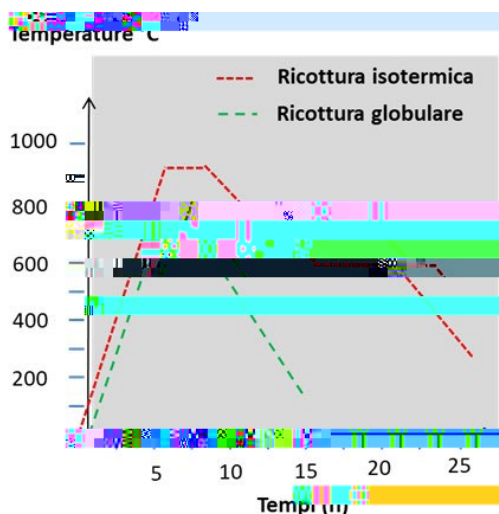 Temperature °C
Ricottura isotermica
Ricottura globulare
1000
800
600
400
200
5
10
15
20
25
Tempi (h)